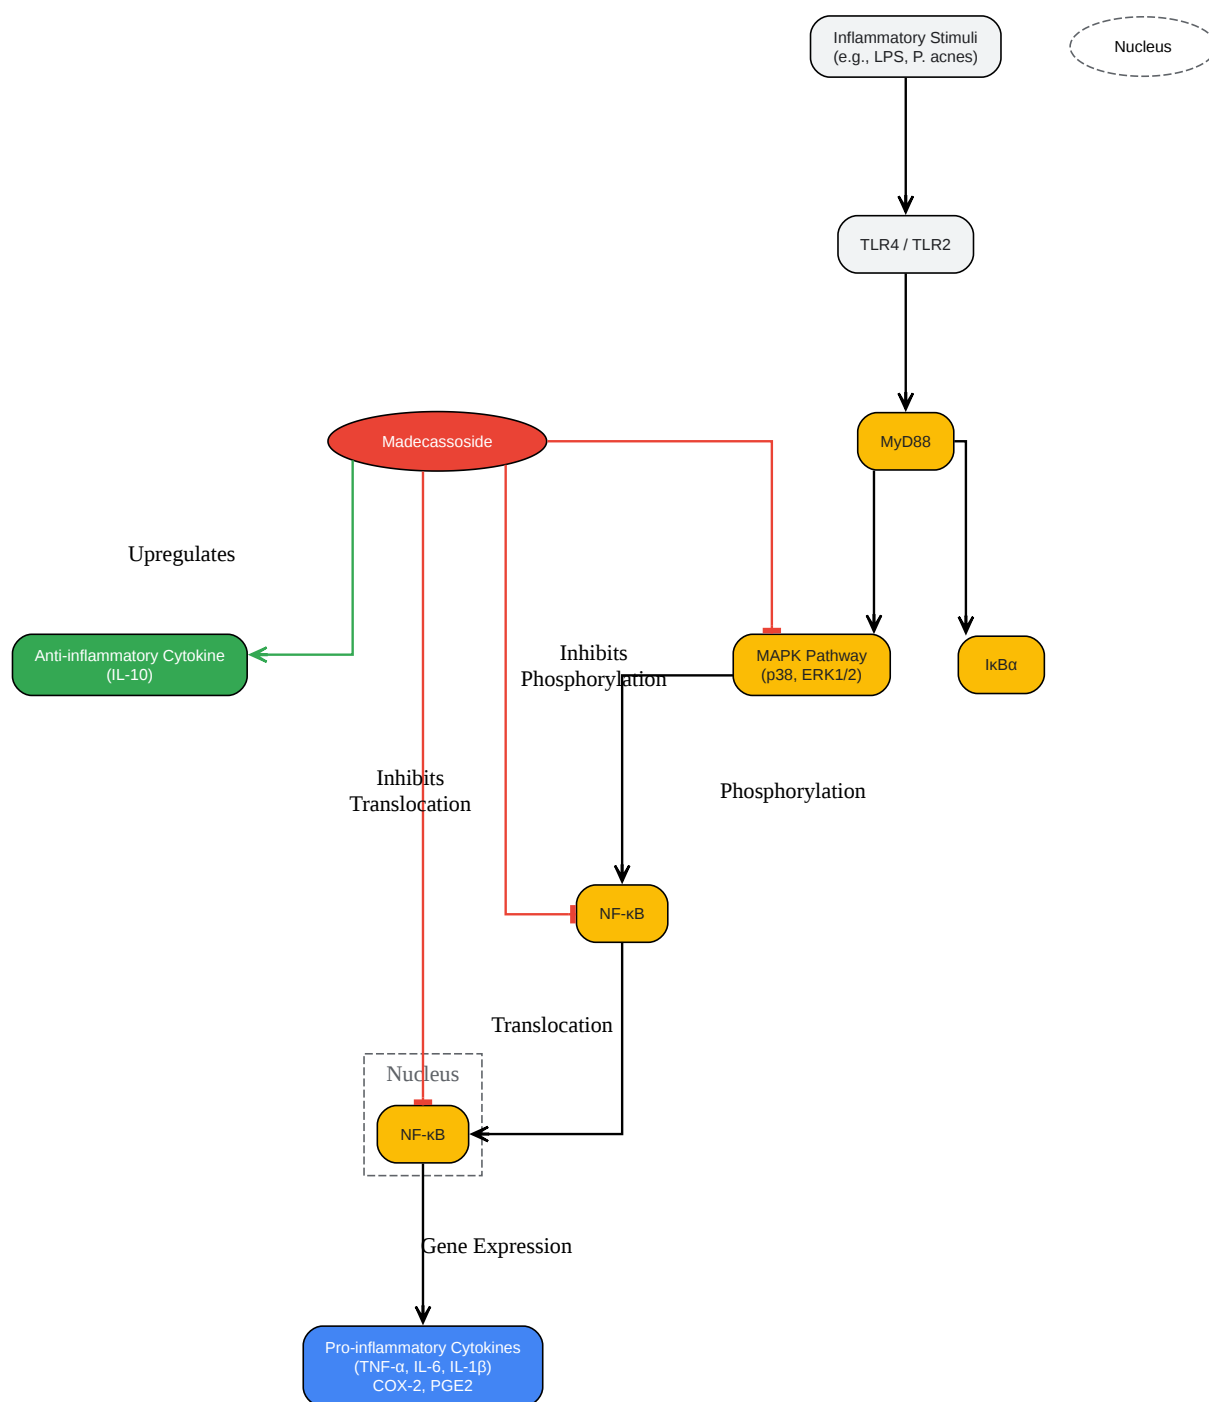 Inflammatory Stimuli
(e.g., LPS, P. acnes)
Nucleus
TLR4 / TLR2
Madecassoside
MyD88
Upregulates
Anti-inflammatory Cytokine
(IL-10)
Inhibits
Phosphorylation
MAPK Pathway
(p38, ERK1/2)
IκBα
Inhibits
Translocation
Phosphorylation
NF-κB
Translocation
Nucleus
NF-κB
Gene Expression
Pro-inflammatory Cytokines
(TNF-α, IL-6, IL-1β)
COX-2, PGE2